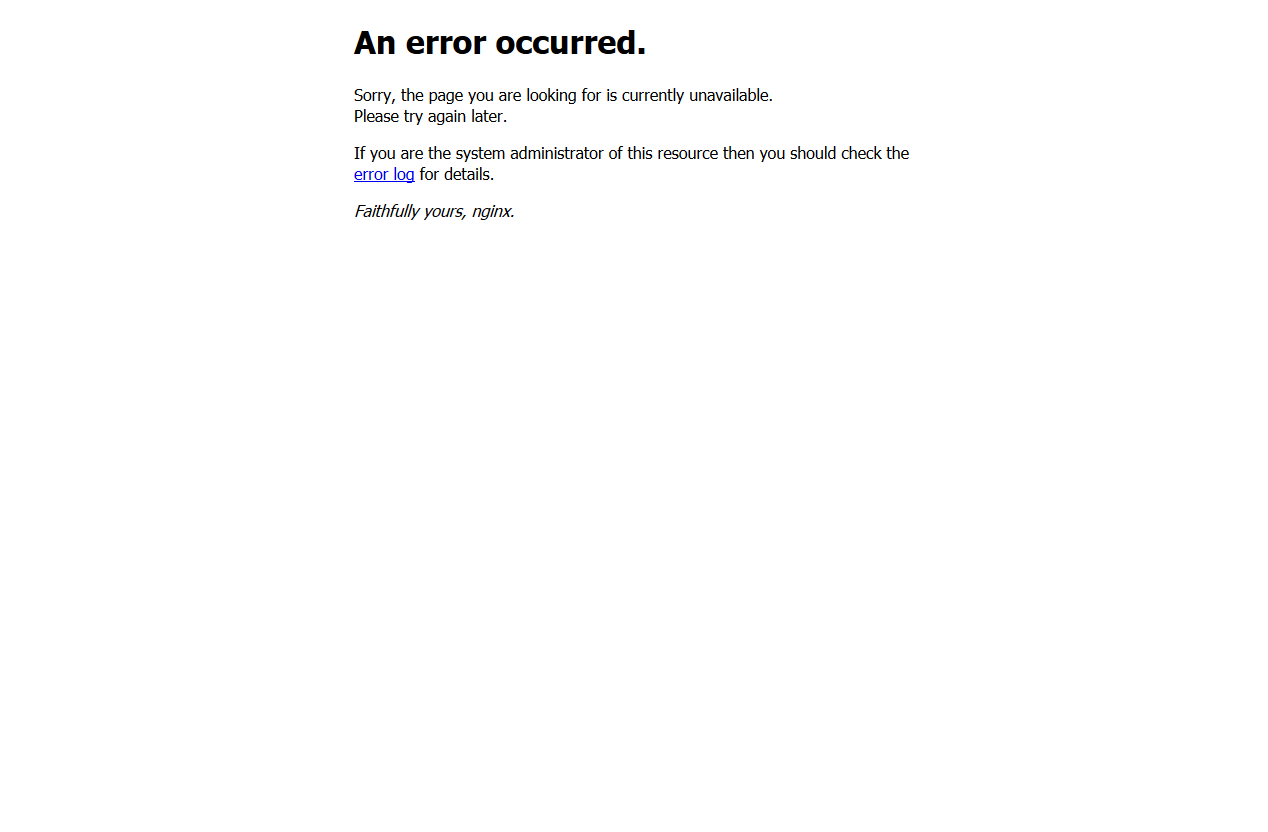 An error occurred.
Sorry, the page you are looking for is currently unavailable.
Please try again later.
If you are the system administrator of this resource then you should check the
error log for details.
Faithfully yours, nginx.